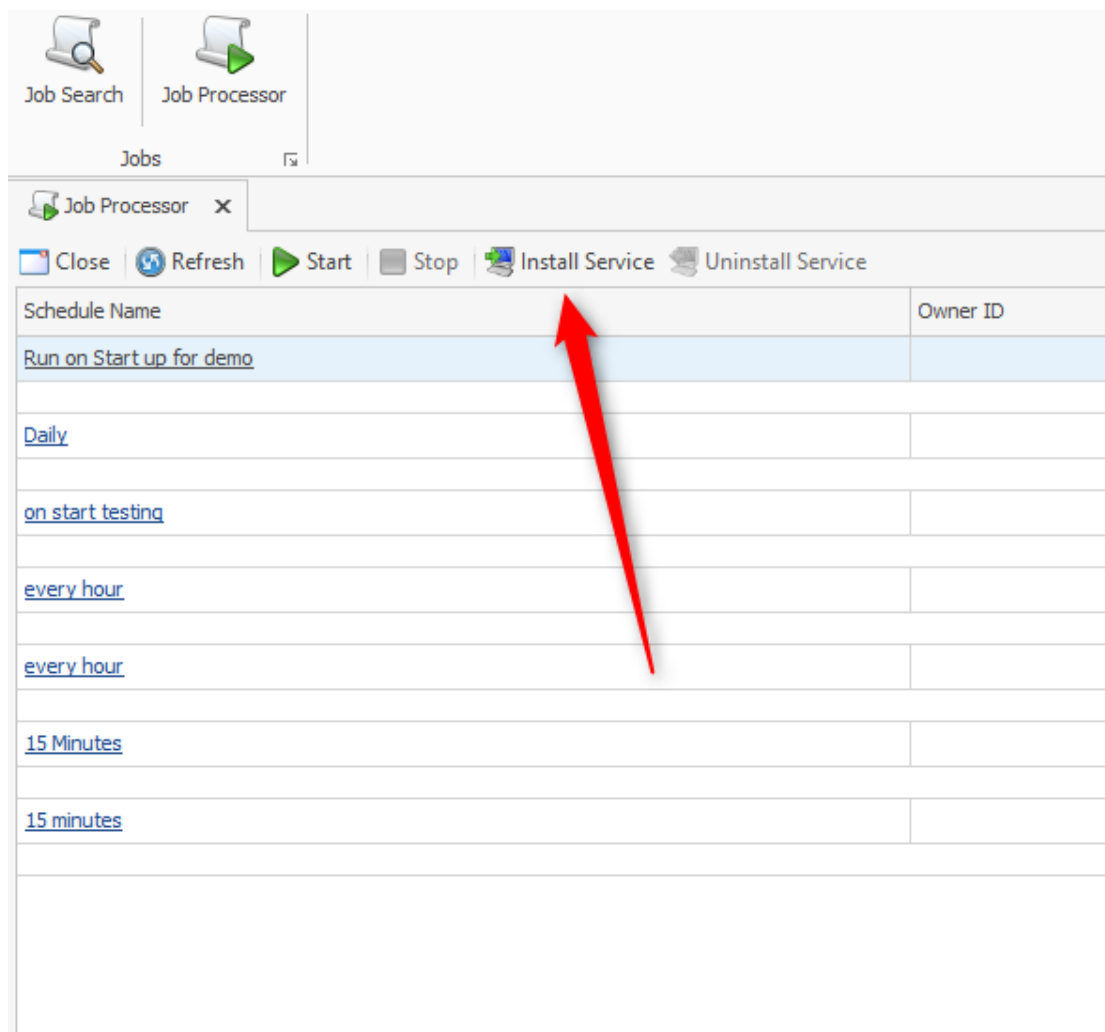 Job Search Job Processor
Jobs
Job Processor
Close Refresh Start Stop Install Service Uninstall Service
Schedule Name Owner ID
Run on Start up for demo
Daily
on start testing
every hour
every hour
15 Minutes
15 minutes